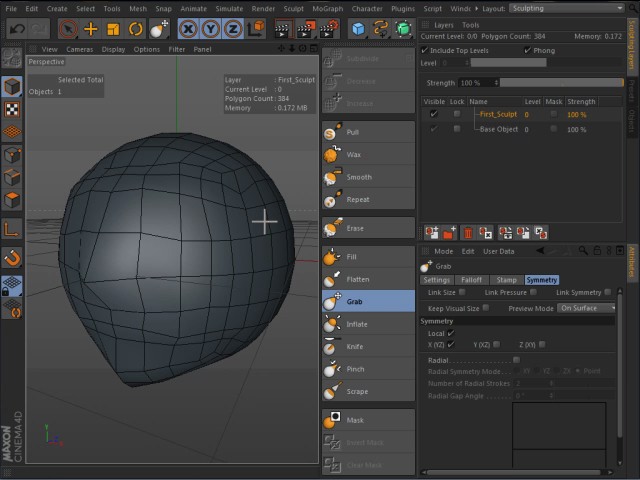 Create Select Tools Mesh Snap Animate Simulate Render Sculpt MoGraph Character Plugins Script Window Help Layout: Sculpting
View Cameras Display Options Filter Panel
Perspective
Selected Total
Objects 1
Layer : First_Sculpt
Current Level : 0
Polygon Count : 384
Memory : 0.172 MB
Subdivide
Decrease
Increase
Pull
Wax
Smooth
Repeat
Erase
Fill
Flatten
Grab
Inflate
Knife
Pinch
Scrape
Mask
Invert Mask
Clear Mask
Layers Tools
Current Level: 0/0 Polygon Count: 384 Memory: 0.172
Include Top Levels Phong
Level 0
Strength 100 %
Visible Lock Name Level Mask Strength
First_Sculpt 0 100 %
Base Object 0 100 %
Sculpting Layers
Mode Edit User Data
Grab
Settings Falloff Stamp Symmetry
Link Size Link Pressure Link Symmetry
Keep Visual Size Preview Mode On Surface
Symmetry
Local
X (YZ) Y (XZ) Z (XY)
Radial
Radial Symmetry Mode XY YZ ZX Point
Number of Radial Strokes 2
Radial Gap Angle 0 °
Attributes
MAXON
CINEMA 4D
Y
X Y Z